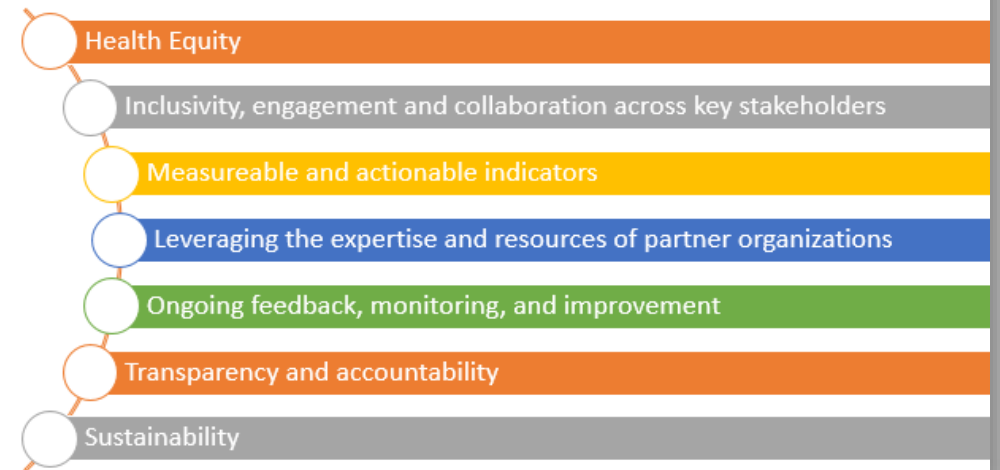 Health Equity
Inclusivity, engagement and collaboration across key stakeholders
Measureable and actionable indicators
Leveraging the expertise and resources of partner organizations
Ongoing feedback, monitoring, and improvement
Transparency and accountability
Sustainability